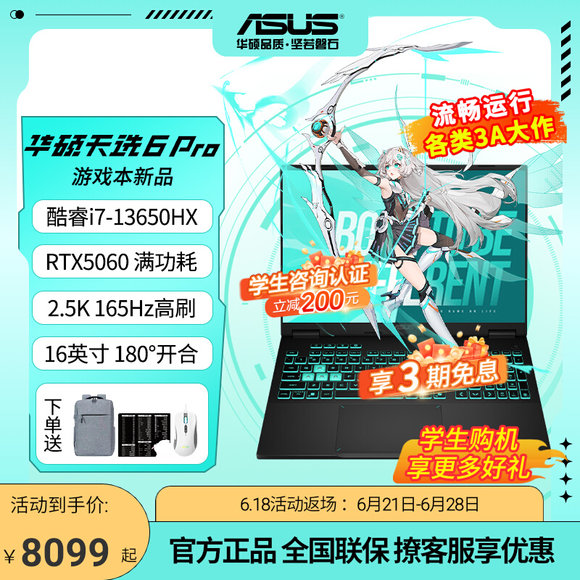 ASUS
华硕品质·坚若磐石
流畅运行
各类3A大作
华硕天选6 Pro
游戏本新品
酷睿i7-13650HX
RTX5060 满功耗
2.5K 165Hz高刷
16英寸 180°开合
学生咨询认证
立减200元
享3期免息
下单送
学生购机
享更多好礼
活动到手价:
¥8099起
6.18活动返场：6月21日-6月28日
官方正品 全国联保 撩客服享优惠